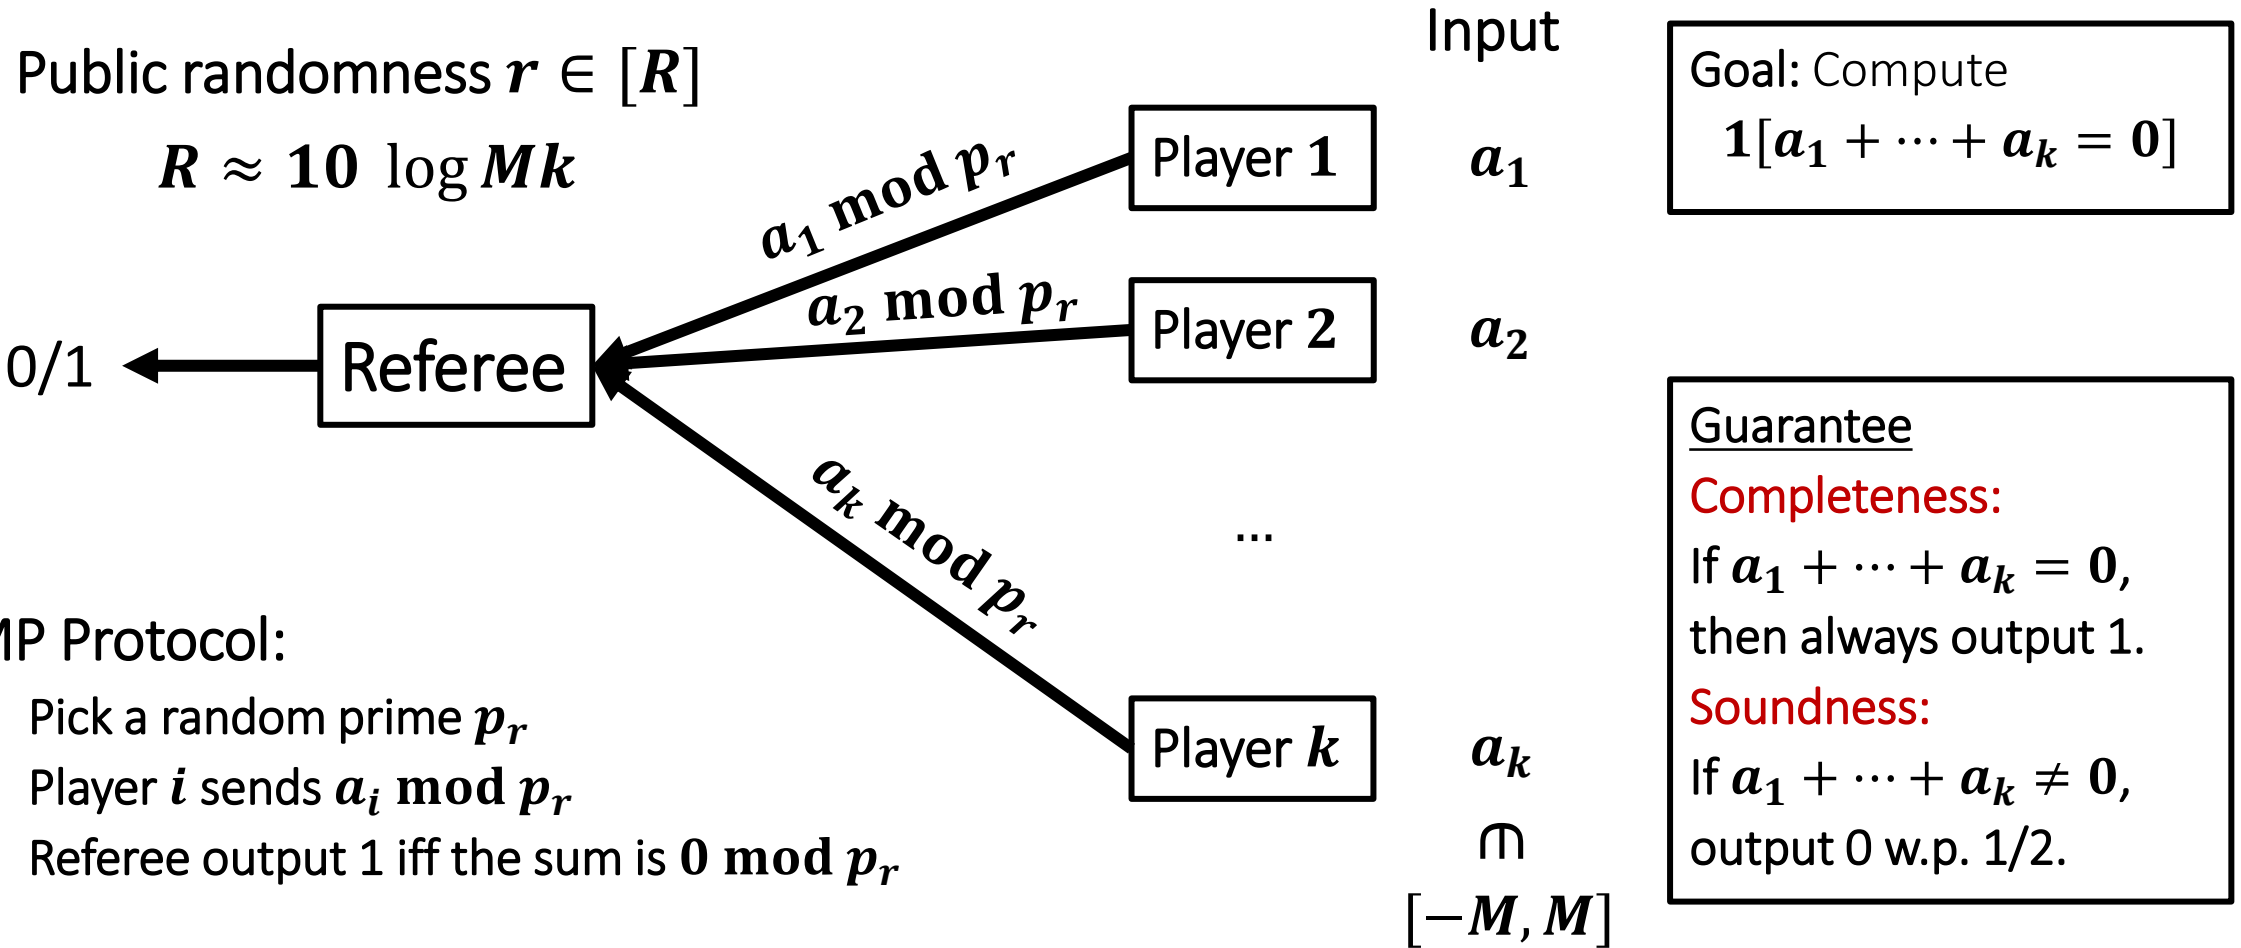 Public randomness r ∈ [R]
R ≈ 10 log Mk
Input
Goal: Compute
1[a₁ + ⋯ + aₖ = 0]
Player 1
a₁
a₁ mod pᵣ
Player 2
a₂
a₂ mod pᵣ
0/1
Referee
aₖ mod pᵣ
...
Player k
aₖ
∈
[−M, M]
Guarantee
Completeness:
If a₁ + ⋯ + aₖ = 0,
then always output 1.
Soundness:
If a₁ + ⋯ + aₖ ≠ 0,
output 0 w.p. 1/2.
MP Protocol:
Pick a random prime pᵣ
Player i sends aᵢ mod pᵣ
Referee output 1 iff the sum is 0 mod pᵣ